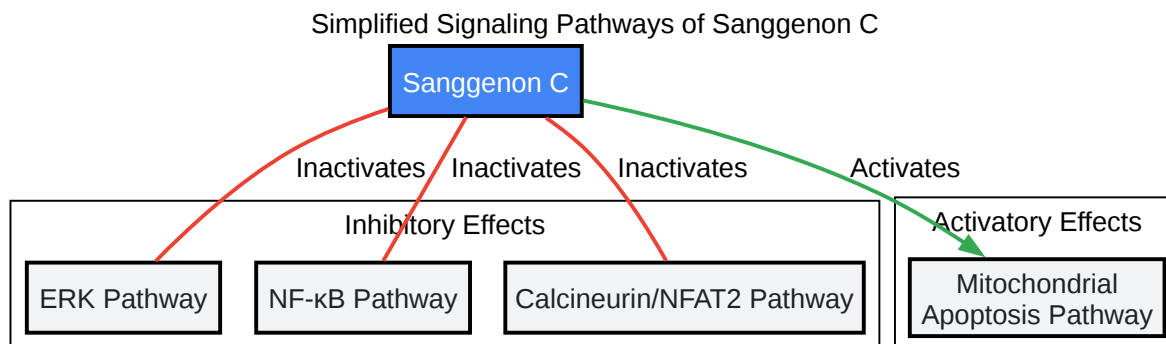 Simplified Signaling Pathways of Sanggenon C
Sanggenon C
Inactivates
Inactivates
Inactivates
Activates
Inhibitory Effects
Activatory Effects
ERK Pathway
NF-κB Pathway
Calcineurin/NFAT2 Pathway
Mitochondrial
Apoptosis Pathway